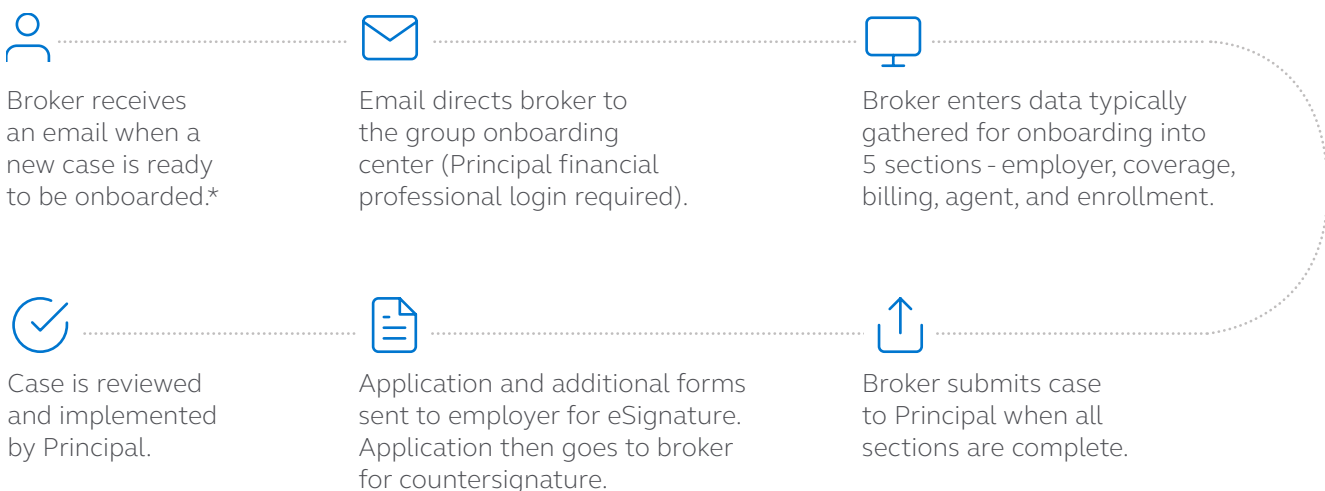 Broker receives
an email when a
new case is ready
to be onboarded.*
Email directs broker to
the group onboarding
center (Principal financial
professional login required).
Broker enters data typically
gathered for onboarding into
5 sections - employer, coverage,
billing, agent, and enrollment.
Broker submits case
to Principal when all
sections are complete.
Application and additional forms
sent to employer for eSignature.
Application then goes to broker
for countersignature.
Case is reviewed
and implemented
by Principal.